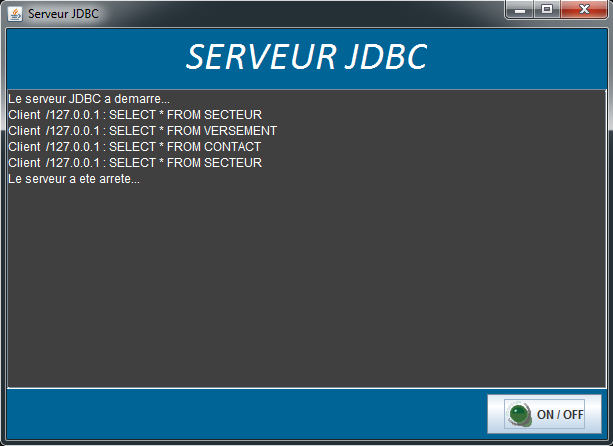 Serveur JDBC
SERVEUR JDBC
Le serveur JDBC a demarre...
Client /127.0.0.1 : SELECT * FROM SECTEUR
Client /127.0.0.1 : SELECT * FROM VERSEMENT
Client /127.0.0.1 : SELECT * FROM CONTACT
Client /127.0.0.1 : SELECT * FROM SECTEUR
Le serveur a ete arrete...
ON / OFF